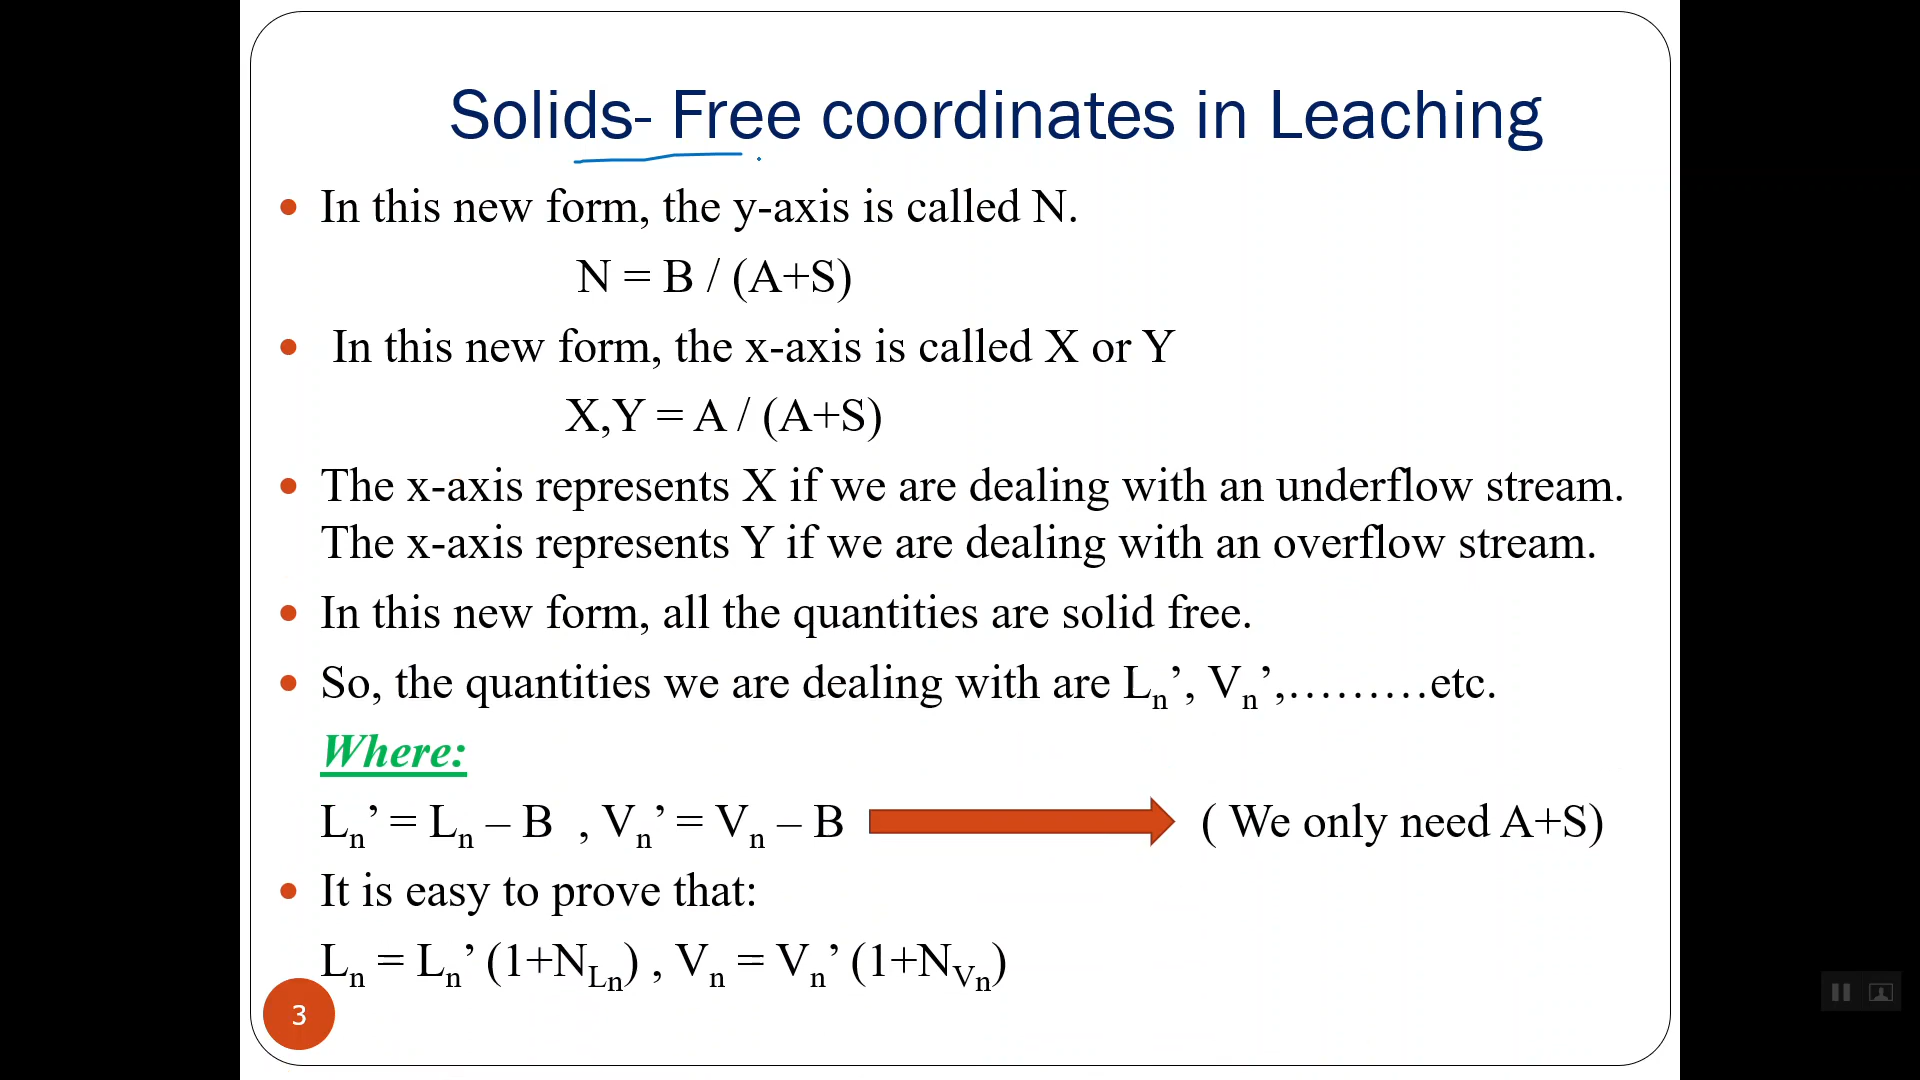 Solids- Free coordinates in Leaching
• In this new form, the y-axis is called N.
N = B / (A+S)
• In this new form, the x-axis is called X or Y
X,Y = A / (A+S)
• The x-axis represents X if we are dealing with an underflow stream.
The x-axis represents Y if we are dealing with an overflow stream.
• In this new form, all the quantities are solid free.
• So, the quantities we are dealing with are Lₙ’, Vₙ’,………etc.
Where:
Lₙ’ = Lₙ – B , Vₙ’ = Vₙ – B ( We only need A+S)
• It is easy to prove that:
Lₙ = Lₙ’ (1+N_Lₙ) , Vₙ = Vₙ’ (1+N_Vₙ)
3